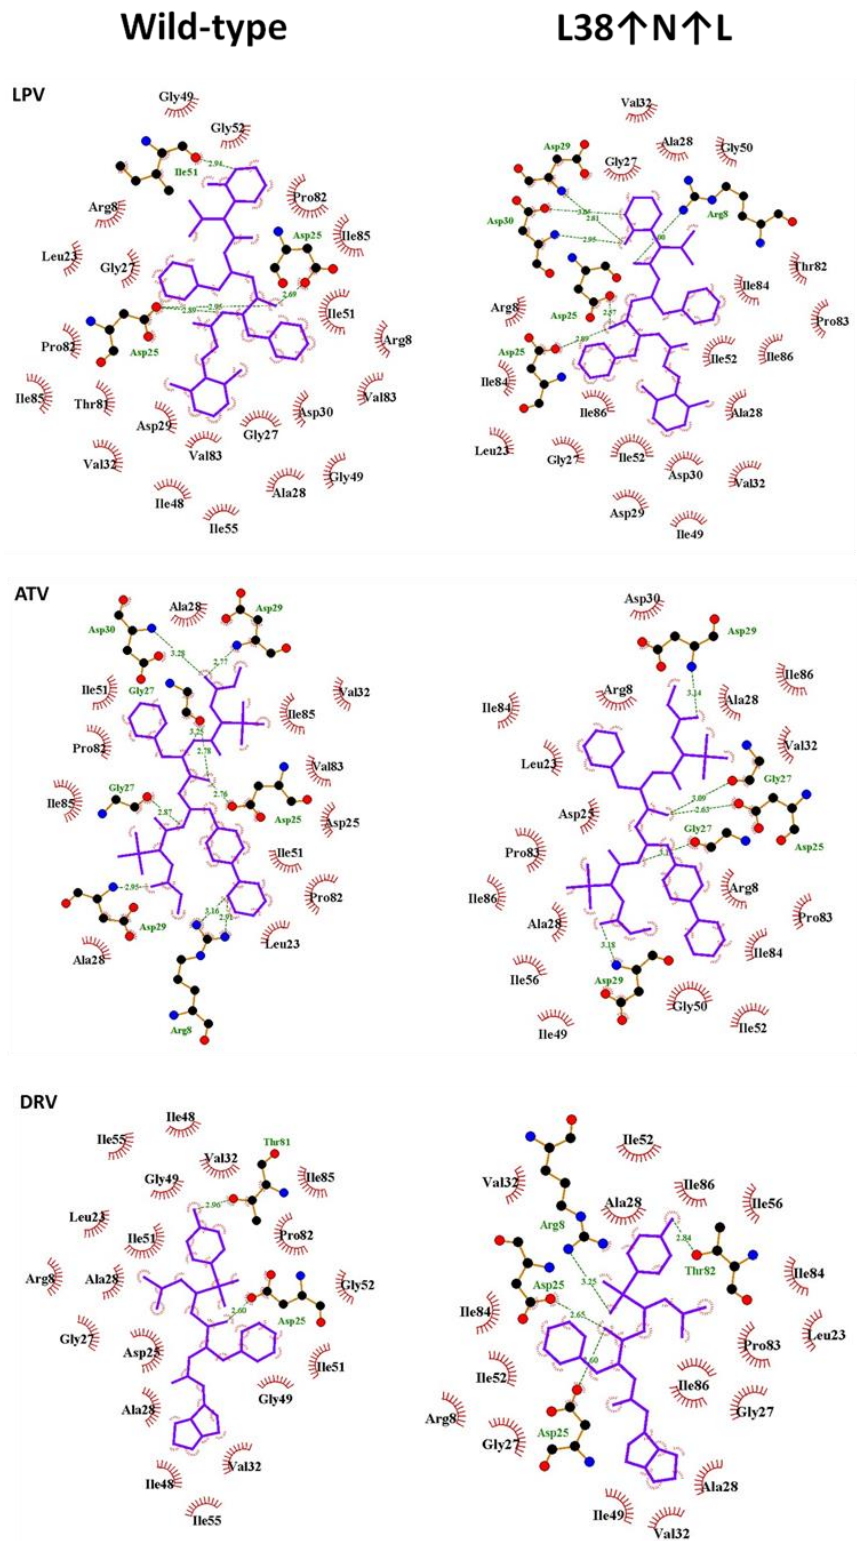 Wild-type L38↑N↑L
LPV
Gly49
Gly52
Ile51
2.94
Arg8
Pro82
Asp25
Ile85
Leu23
Gly27
2.69
2.95
2.89
Ile51
Pro82
Asp25
Arg8
Ile85
Thr81
Asp29
Asp30
Val83
Val32
Val83
Gly27
Ile48
Ala28
Gly49
Ile55
Val32
Asp29
Ala28
Gly50
Gly27
Asp30
2.81
2.95
Arg8
Thr82
Ile84
Arg8
Asp25
2.57
Pro83
Asp25
2.89
Ile52
Ile86
Ile84
Ile86
Ala28
Leu23
Gly27
Ile52
Asp30
Val32
Asp29
Ile49
ATV
Ala28
Asp29
Asp30
3.28
2.77
Ile51
Gly27
Val32
Ile85
3.25
Pro82
2.78
Val83
Ile85
Gly27
2.76
2.87
Asp25
Asp25
Ile51
Pro82
2.95
Asp29
3.16
2.91
Leu23
Ala28
Arg8
Asp30
Asp29
Ile86
Ile84
Arg8
3.14
Ala28
Val32
Leu23
Gly27
3.09
2.63
Asp25
Gly27
Asp25
Pro83
Ile86
Arg8
Ala28
Pro83
Ile84
3.18
Ile56
Asp29
Gly50
Ile49
Ile52
DRV
Ile48
Ile55
Thr81
Val32
Gly49
Ile85
2.96
Leu23
Ile51
Pro82
Arg8
Ala28
Gly52
2.60
Asp25
Gly27
Asp25
Ile51
Gly49
Ala28
Ile48
Val32
Ile55
Ile52
Val32
Ile86
Ile56
Ala28
Arg8
2.84
Thr82
Ile84
Asp25
3.25
Ile84
2.65
Leu23
Pro83
Ile52
Ile86
Gly27
Arg8
Gly27
Asp25
Ala28
Ile49
Val32